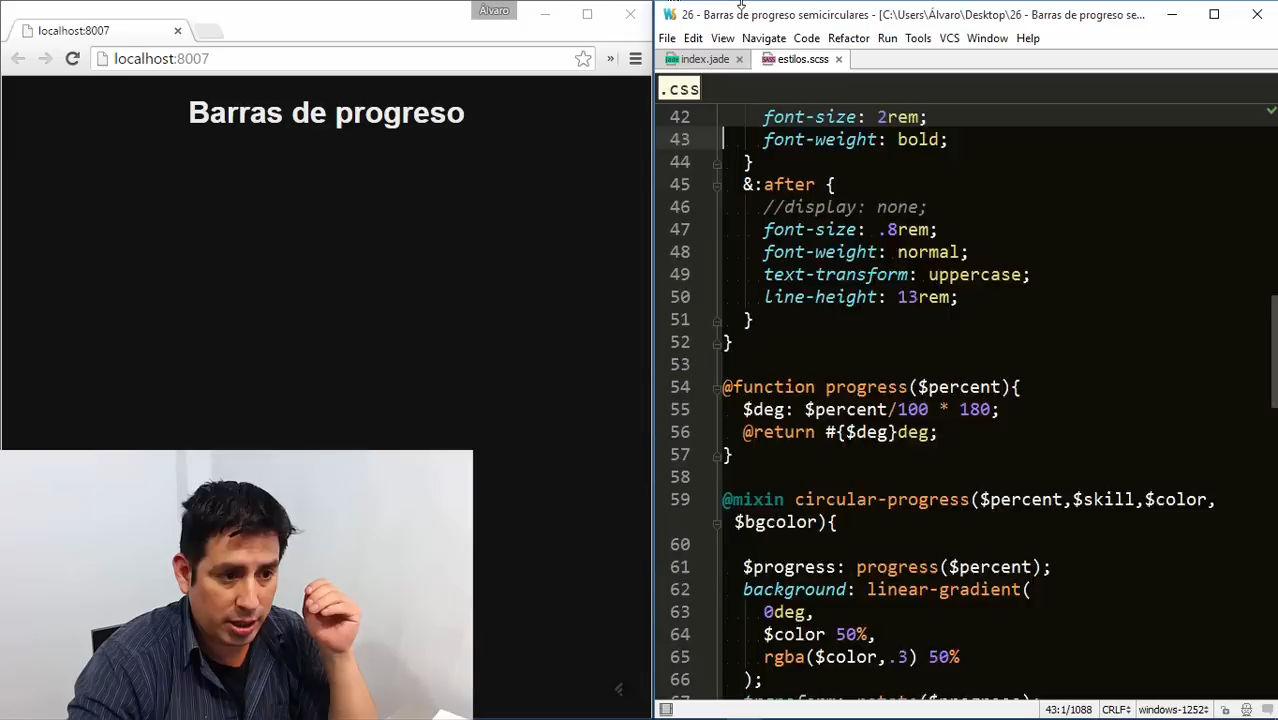 Álvaro
localhost:8007
localhost:8007
Barras de progreso
26 - Barras de progreso semicirculares - [C:\Users\Álvaro\Desktop\26 - Barras de progreso se...
File Edit View Navigate Code Refactor Run Tools VCS Window Help
index.jade
estilos.scss
.css
42 font-size: 2rem;
43 font-weight: bold;
44 }
45 &:after {
46 //display: none;
47 font-size: .8rem;
48 font-weight: normal;
49 text-transform: uppercase;
50 line-height: 13rem;
51 }
52 }
53
54 @function progress($percent){
55 $deg: $percent/100 * 180;
56 @return #{$deg}deg;
57 }
58
59 @mixin circular-progress($percent,$skill,$color,
$bgcolor){
60
61 $progress: progress($percent);
62 background: linear-gradient(
63 0deg,
64 $color 50%,
65 rgba($color,.3) 50%
66 );
43:1/1088 CRLF÷ windows-1252÷